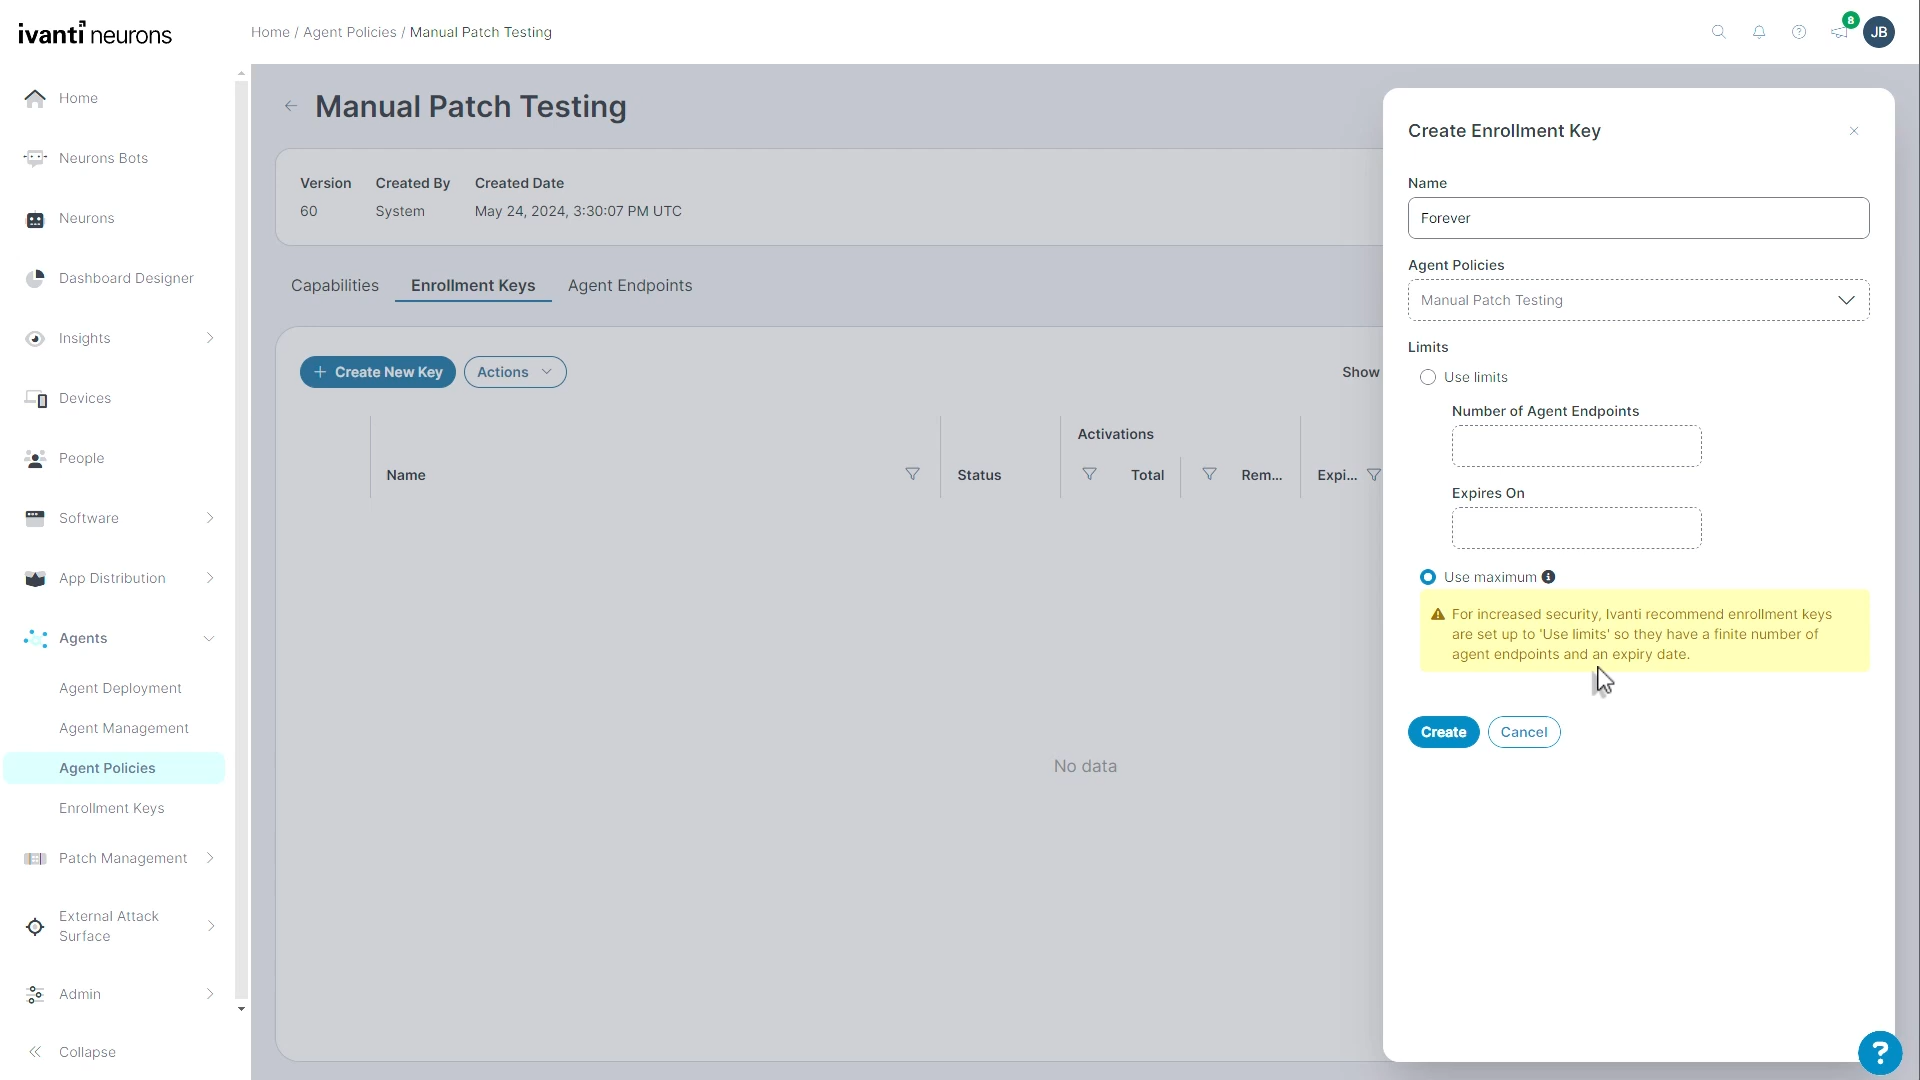 ivanti neurons
Home / Agent Policies / Manual Patch Testing
8
JB
Home
Neurons Bots
Neurons
Dashboard Designer
Insights
Devices
People
Software
App Distribution
Agents
Agent Deployment
Agent Management
Agent Policies
Enrollment Keys
Patch Management
External Attack
Surface
Admin
Collapse
Manual Patch Testing
Version Created By Created Date
60 System May 24, 2024, 3:30:07 PM UTC
Capabilities Enrollment Keys Agent Endpoints
Create New Key Actions Show
Activations
Name Status Total Rem... Expi...
No data
Create Enrollment Key
Name
Forever
Agent Policies
Manual Patch Testing
Limits
Use limits
Number of Agent Endpoints
Expires On
Use maximum
For increased security, Ivanti recommend enrollment keys
are set up to 'Use limits' so they have a finite number of
agent endpoints and an expiry date.
Create Cancel
?